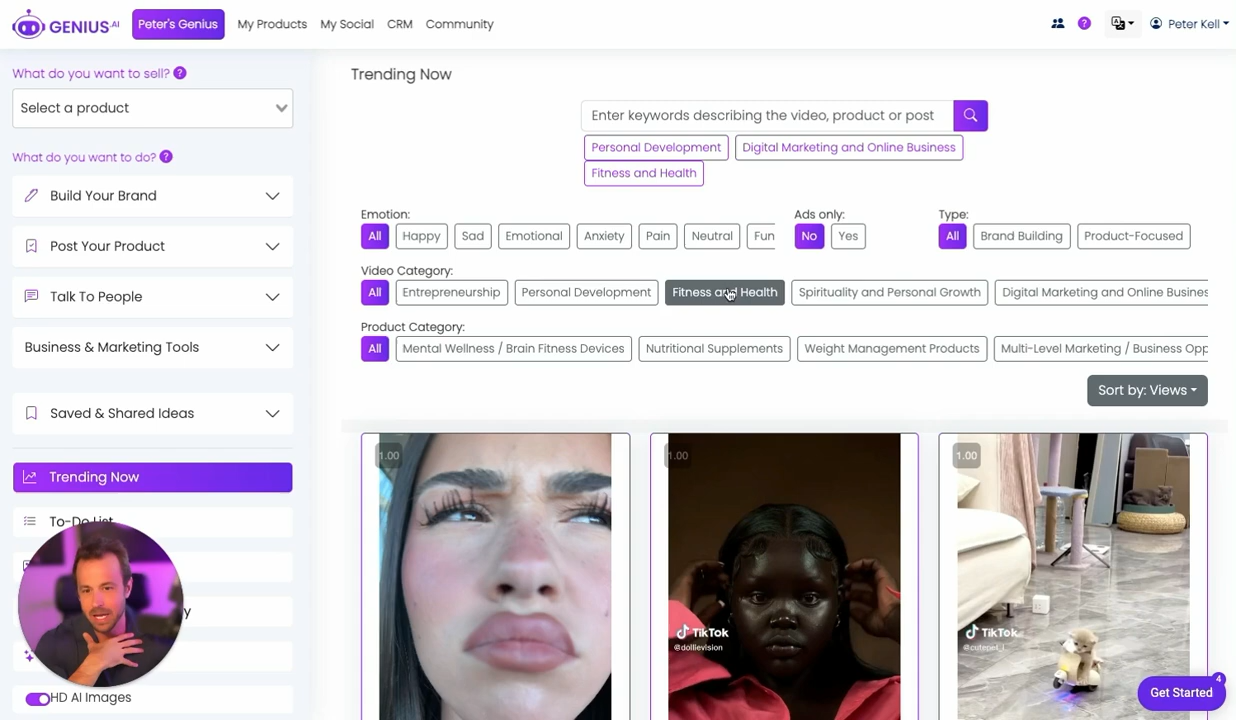 GENIUS.AI
Peter's Genius
My Products
My Social
CRM
Community
Peter Kell
What do you want to sell?
Select a product
What do you want to do?
Build Your Brand
Post Your Product
Talk To People
Business & Marketing Tools
Saved & Shared Ideas
Trending Now
To-Do List
y
HD AI Images
Trending Now
Enter keywords describing the video, product or post
Personal Development
Digital Marketing and Online Business
Fitness and Health
Emotion:
All
Happy
Sad
Emotional
Anxiety
Pain
Neutral
Fun
Ads only:
No
Yes
Type:
All
Brand Building
Product-Focused
Video Category:
All
Entrepreneurship
Personal Development
Fitness and Health
Spirituality and Personal Growth
Digital Marketing and Online Busines
Product Category:
All
Mental Wellness / Brain Fitness Devices
Nutritional Supplements
Weight Management Products
Multi-Level Marketing / Business Opp
Sort by: Views
1.00
1.00
1.00
TikTok
@dollievision
TikTok
Get Started
4